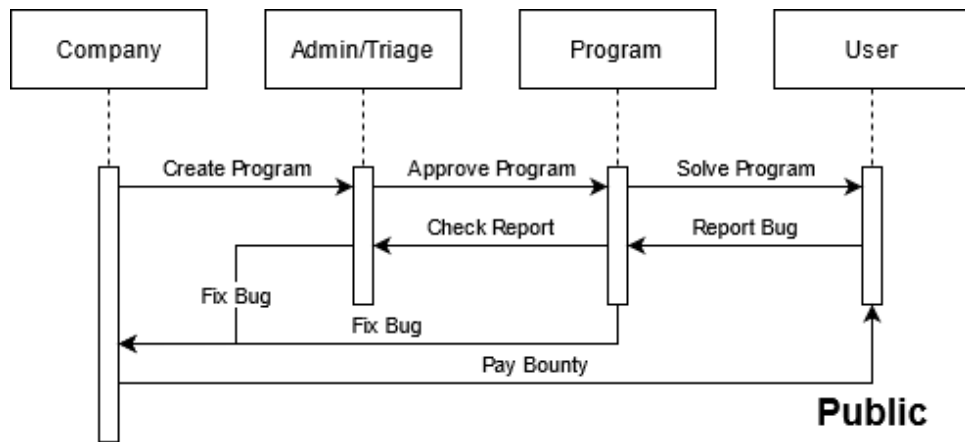 Company
Admin/Triage
Program
User
Create Program
Approve Program
Solve Program
Check Report
Report Bug
Fix Bug
Fix Bug
Pay Bounty
Public